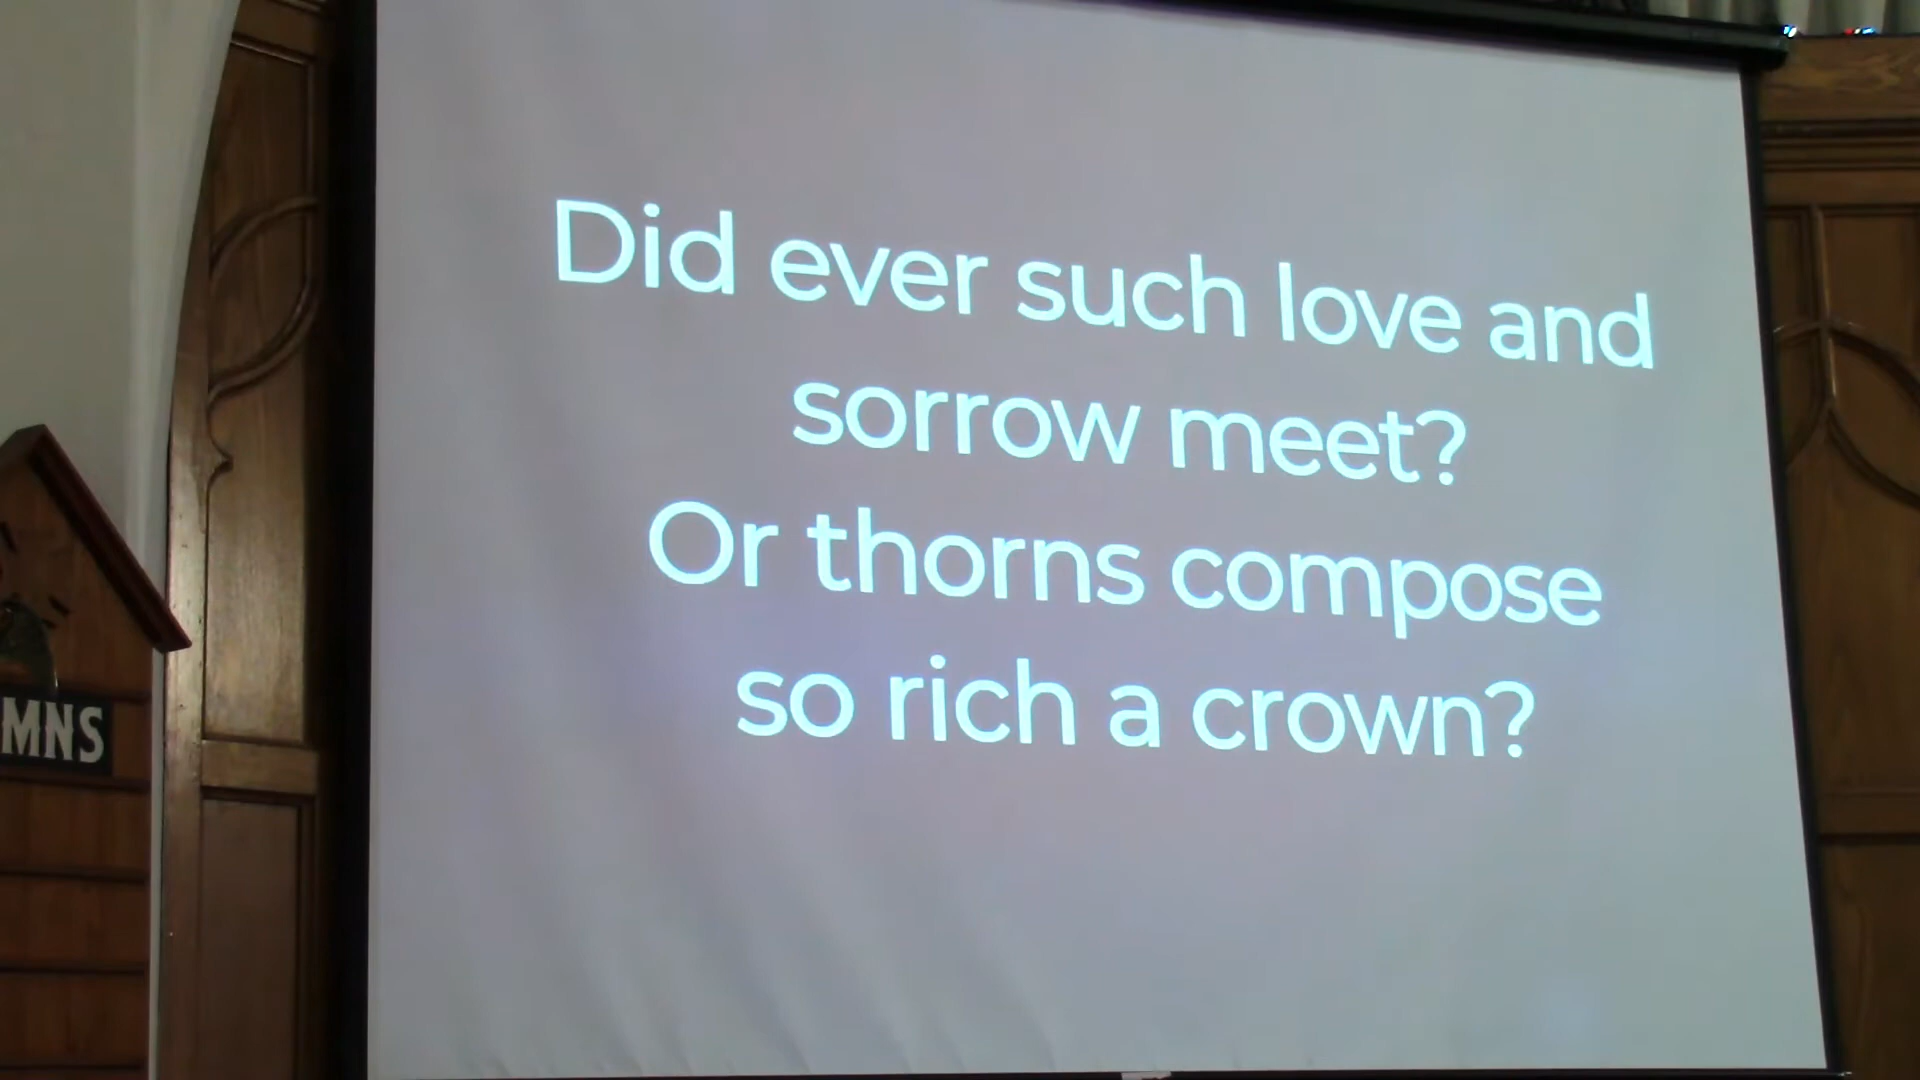 Did ever such love and
sorrow meet?
Or thorns compose
so rich a crown?
MNS